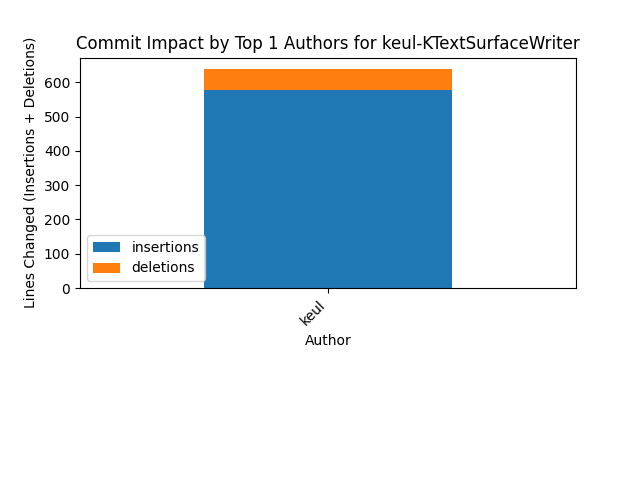 Commit Impact by Top 1 Authors for keul-KTextSurfaceWriter
Lines Changed (Insertions + Deletions)
600
500
400
300
200
100
0
insertions
deletions
keul
Author